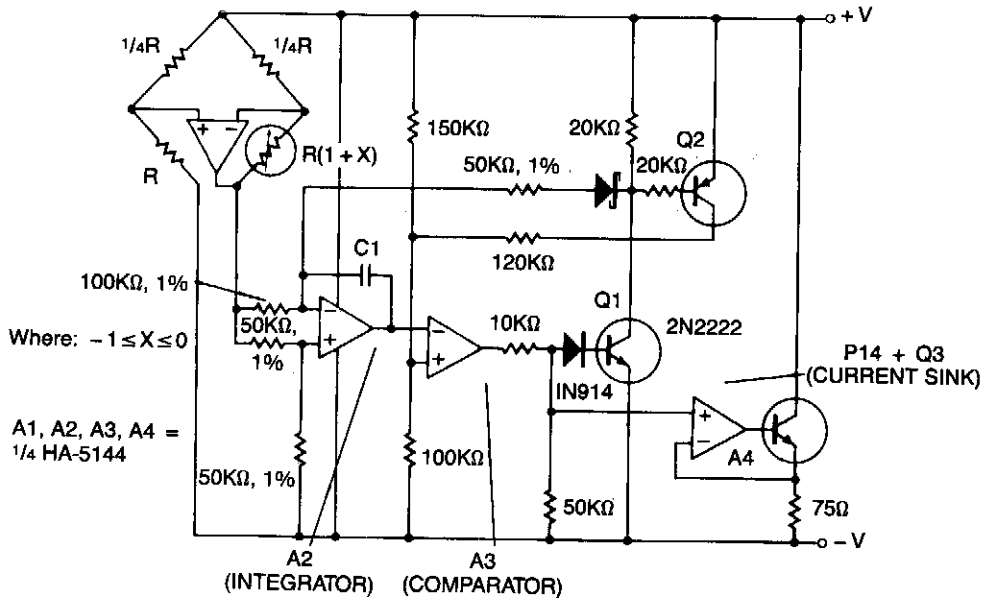 +V
1/4R
1/4R
150KΩ
20KΩ
Q2
50KΩ, 1%
20KΩ
+ −
R
R(1 + X)
120KΩ
C1
100KΩ, 1%
Q1
10KΩ
2N2222
50KΩ,
1%
−
+
−
+
Where: −1 ≤ X ≤ 0
IN914
P14 + Q3
(CURRENT SINK)
A1, A2, A3, A4 =
1/4 HA-5144
+
−
A4
100KΩ
50KΩ, 1%
50KΩ
75Ω
−V
A2
(INTEGRATOR)
A3
(COMPARATOR)